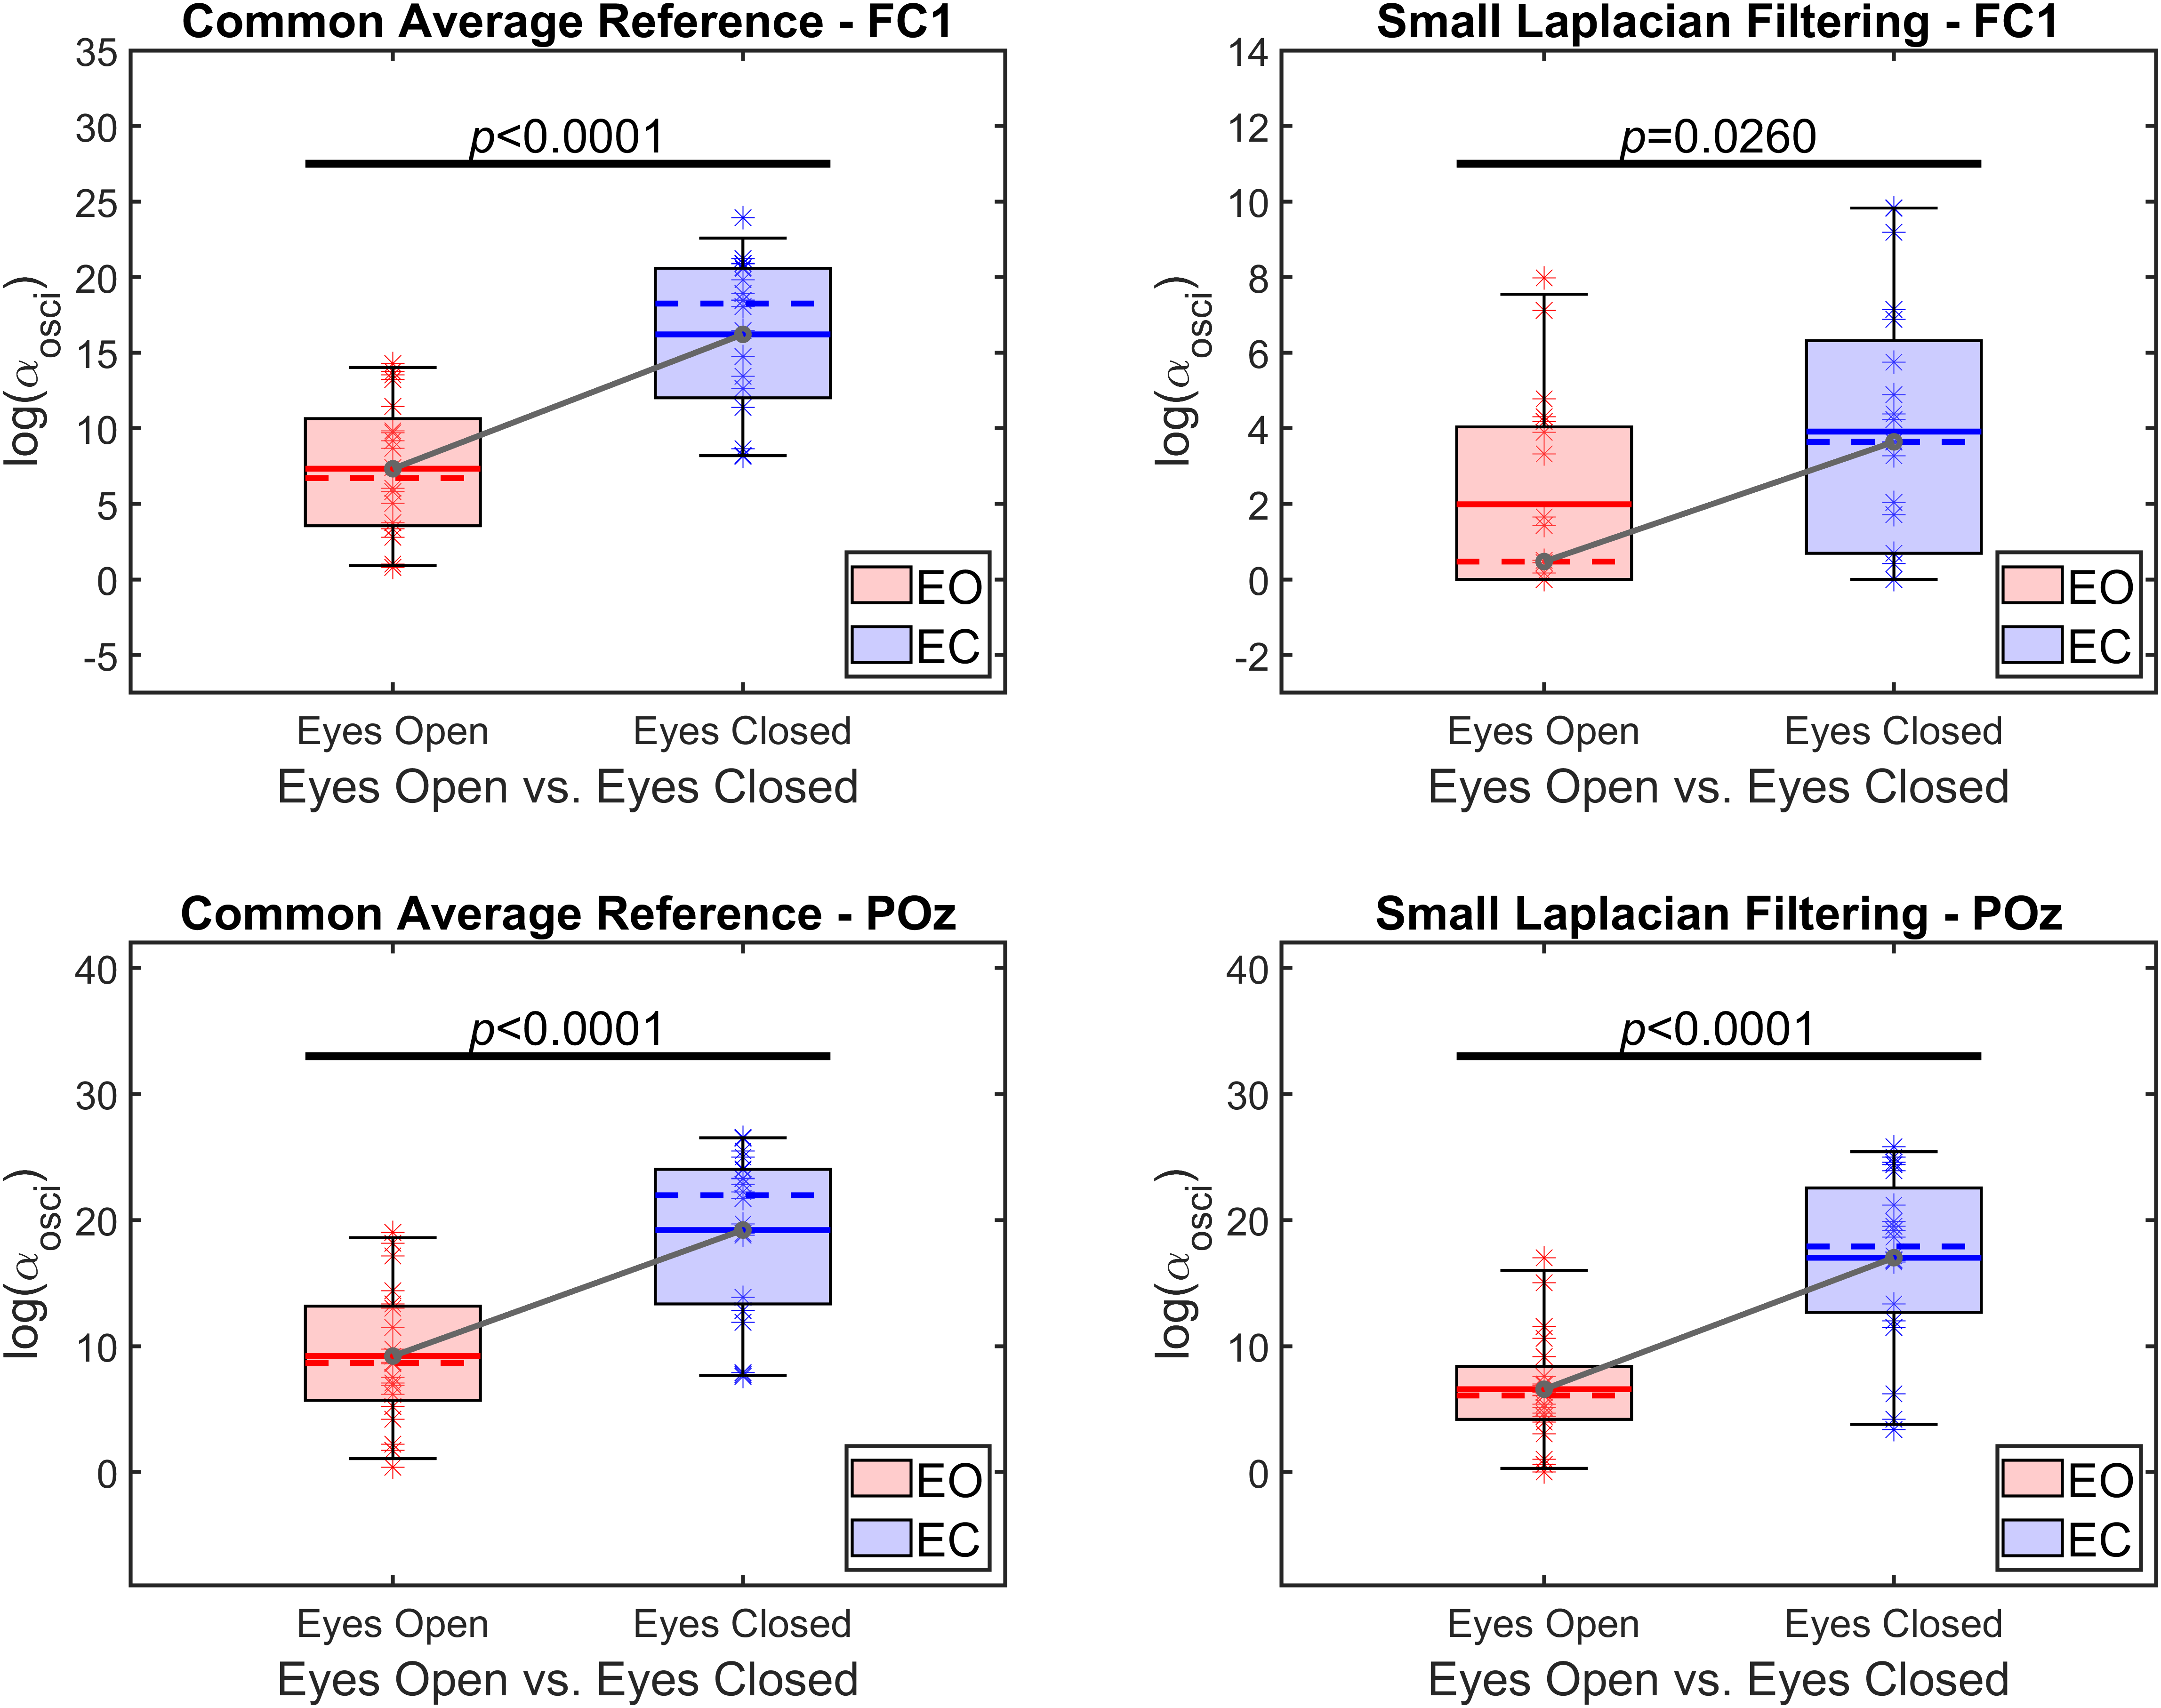 Common Average Reference - FC1
35
30
25
20
15
10
5
0
-5
log(α osci)
p<0.0001
EO
EC
Eyes Open
Eyes Closed
Eyes Open vs. Eyes Closed
Small Laplacian Filtering - FC1
14
12
10
8
6
4
2
0
-2
log(α osci)
p=0.0260
EO
EC
Eyes Open
Eyes Closed
Eyes Open vs. Eyes Closed
Common Average Reference - POz
40
30
20
10
0
log(α osci)
p<0.0001
EO
EC
Eyes Open
Eyes Closed
Eyes Open vs. Eyes Closed
Small Laplacian Filtering - POz
40
30
20
10
0
log(α osci)
p<0.0001
EO
EC
Eyes Open
Eyes Closed
Eyes Open vs. Eyes Closed